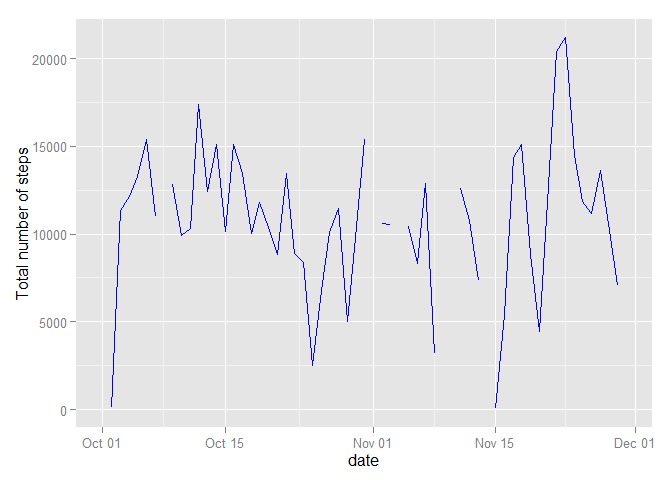 Total number of steps
20000
15000
10000
5000
0
Oct 01
Oct 15
Nov 01
Nov 15
Dec 01
date